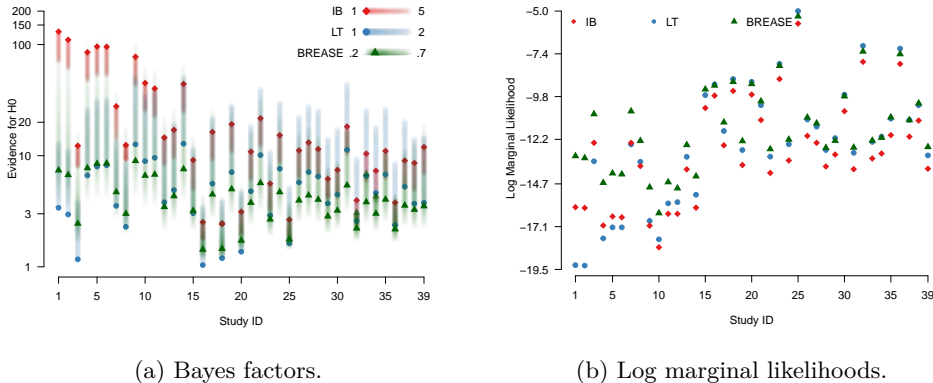 200
150
100
20
10
3
1
Evidence for H0
IB 1 5
LT 1 2
BREASE .2 .7
1 5 10 15 20 25 30 35 39
Study ID
(a) Bayes factors.
−5.0
−7.4
−9.8
−12.2
−14.7
−17.1
−19.5
Log Marginal Likelihood
IB LT BREASE
1 5 10 15 20 25 30 35 39
Study ID
(b) Log marginal likelihoods.